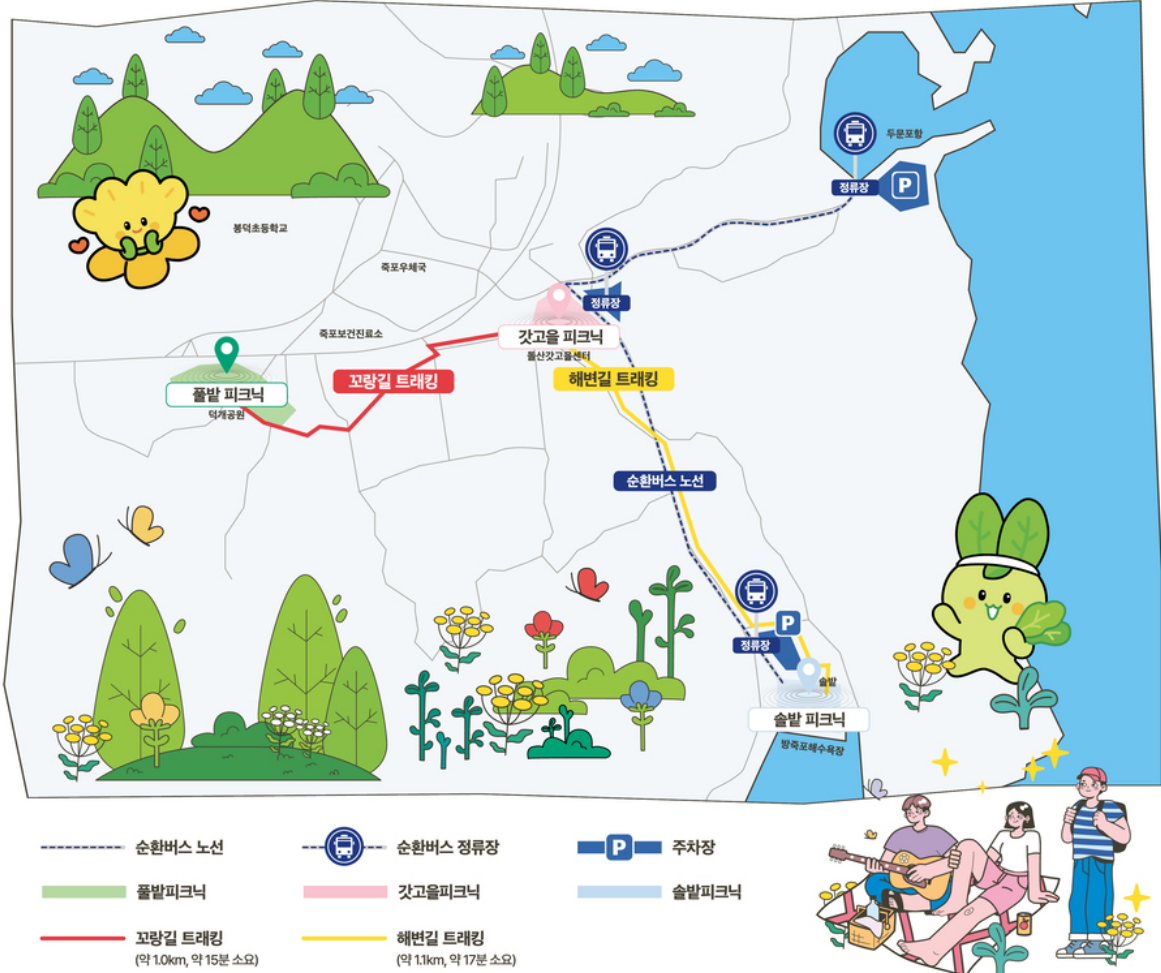 두문포항
정류장
P
봉덕초등학교
죽포우체국
정류장
죽포보건진료소
갓고을 피크닉
돌산갓고을센터
풀밭 피크닉
덕개공원
꼬랑길 트래킹
해변길 트래킹
순환버스 노선
P
정류장
솔밭
솔밭 피크닉
방죽포해수욕장
순환버스 노선
순환버스 정류장
P 주차장
풀밭피크닉
갓고을피크닉
솔밭피크닉
꼬랑길 트래킹
(약 1.0km, 약 15분 소요)
해변길 트래킹
(약 1.1km, 약 17분 소요)